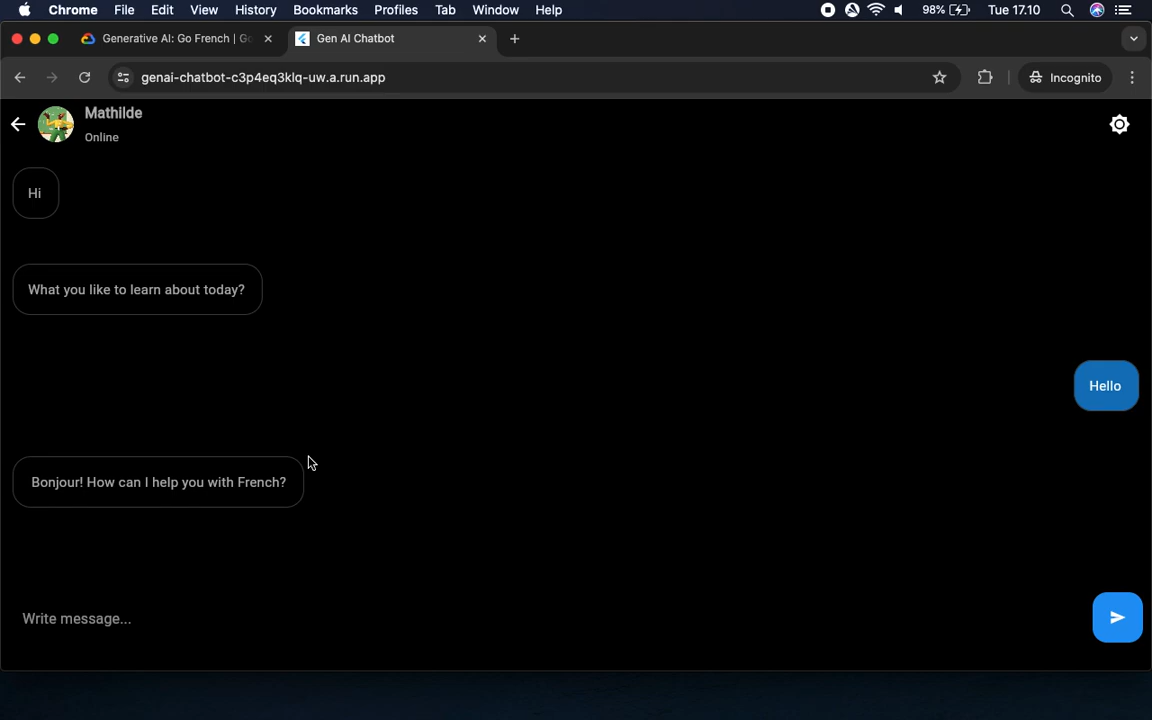 Chrome File Edit View History Bookmarks Profiles Tab Window Help 98% Tue 17.10
Generative AI: Go French | Go
Gen AI Chatbot
genai-chatbot-c3p4eq3klq-uw.a.run.app
Incognito
Mathilde
Online
Hi
What you like to learn about today?
Hello
Bonjour! How can I help you with French?
Write message...